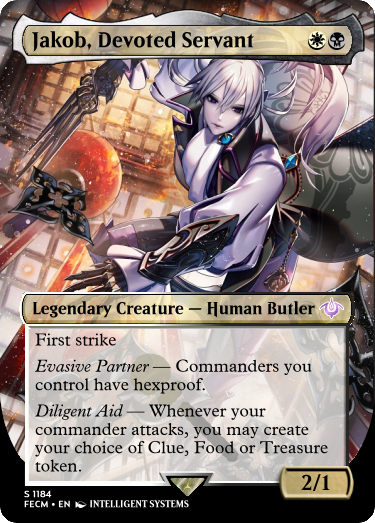 Jakob, Devoted Servant
Legendary Creature — Human Butler
First strike
Evasive Partner — Commanders you
control have hexproof.
Diligent Aid — Whenever your
commander attacks, you may create
your choice of Clue, Food or Treasure
token.
2/1
S 1184
FECM • EN INTELLIGENT SYSTEMS